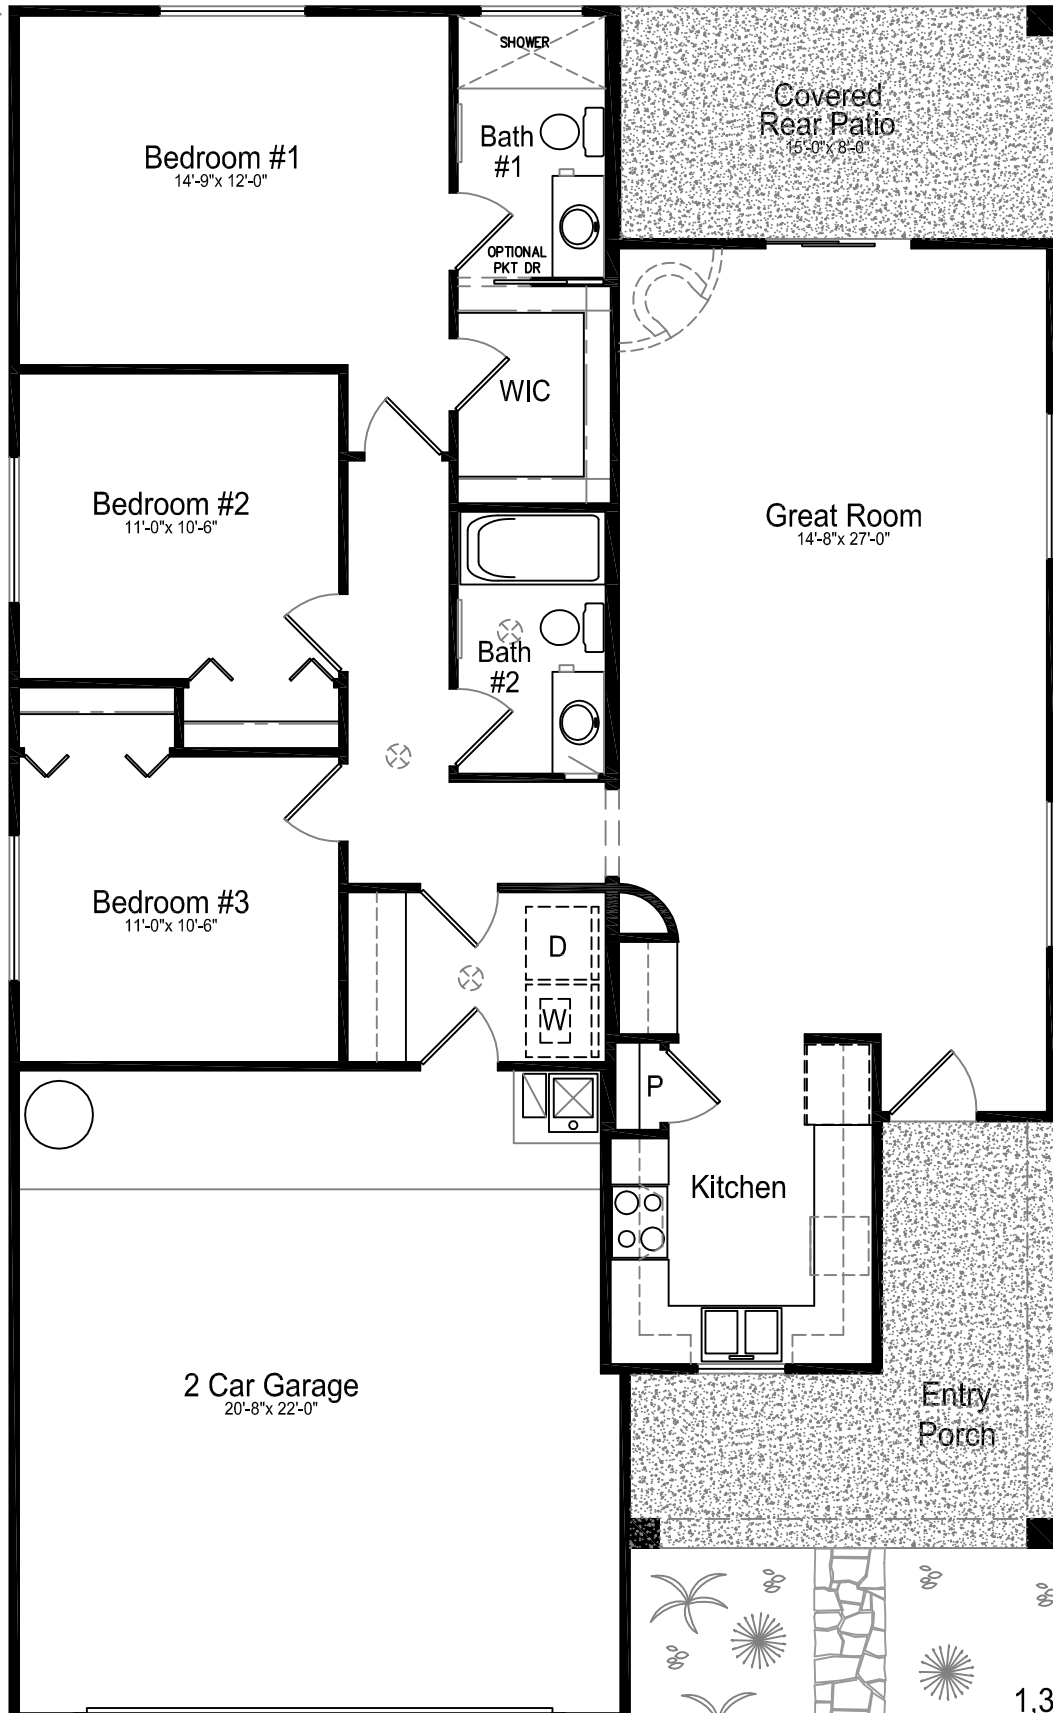 SHOWER
Covered
Rear Patio
15'-0"x 8'-0"
Bath
#1
Bedroom #1
14'-9"x 12'-0"
OPTIONAL
PKT DR
WIC
Bedroom #2
11'-0"x 10'-6"
Great Room
14'-8"x 27'-0"
Bath
#2
Bedroom #3
11'-0"x 10'-6"
D
W
P
Kitchen
2 Car Garage
20'-8"x 22'-0"
Entry
Porch
1,3